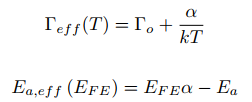 Γ_eff(T) = Γ_o + α/kT
E_a,eff (E_FE) = E_FE α − E_a